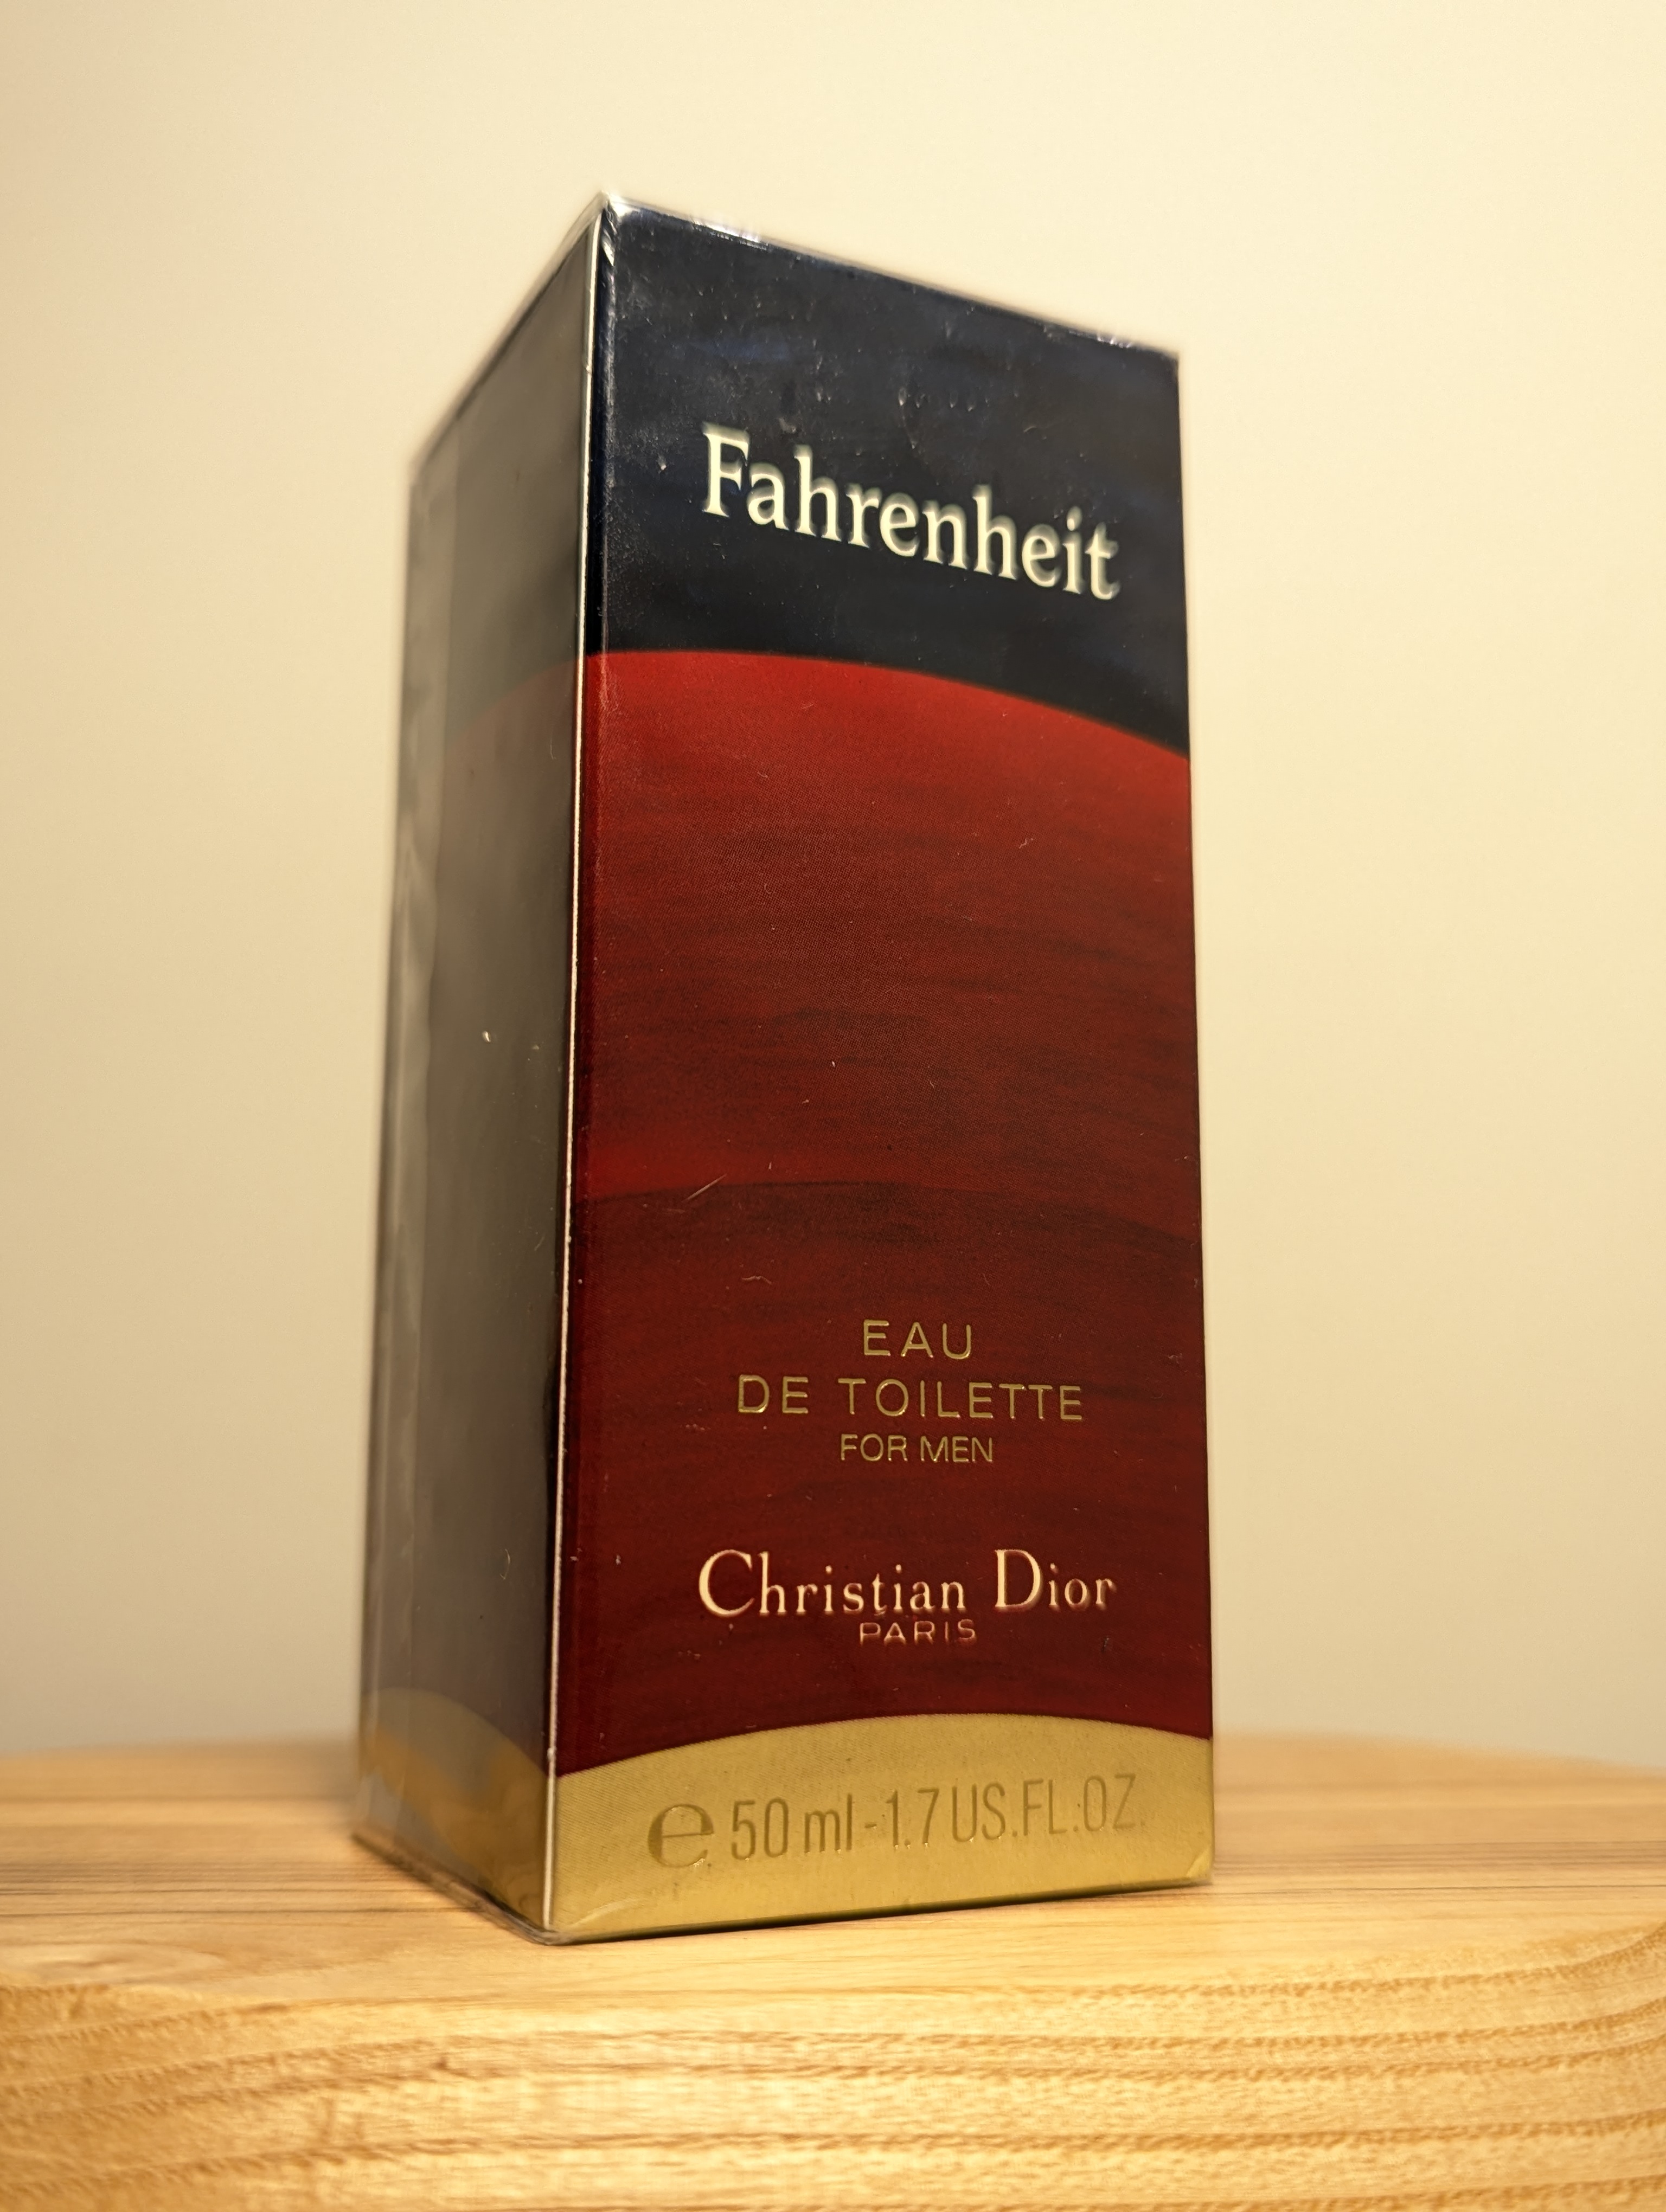 Fahrenheit
EAU
DE TOILETTE
FOR MEN
Christian Dior
PARIS
e 50 ml - 1.7 US.FL.OZ.